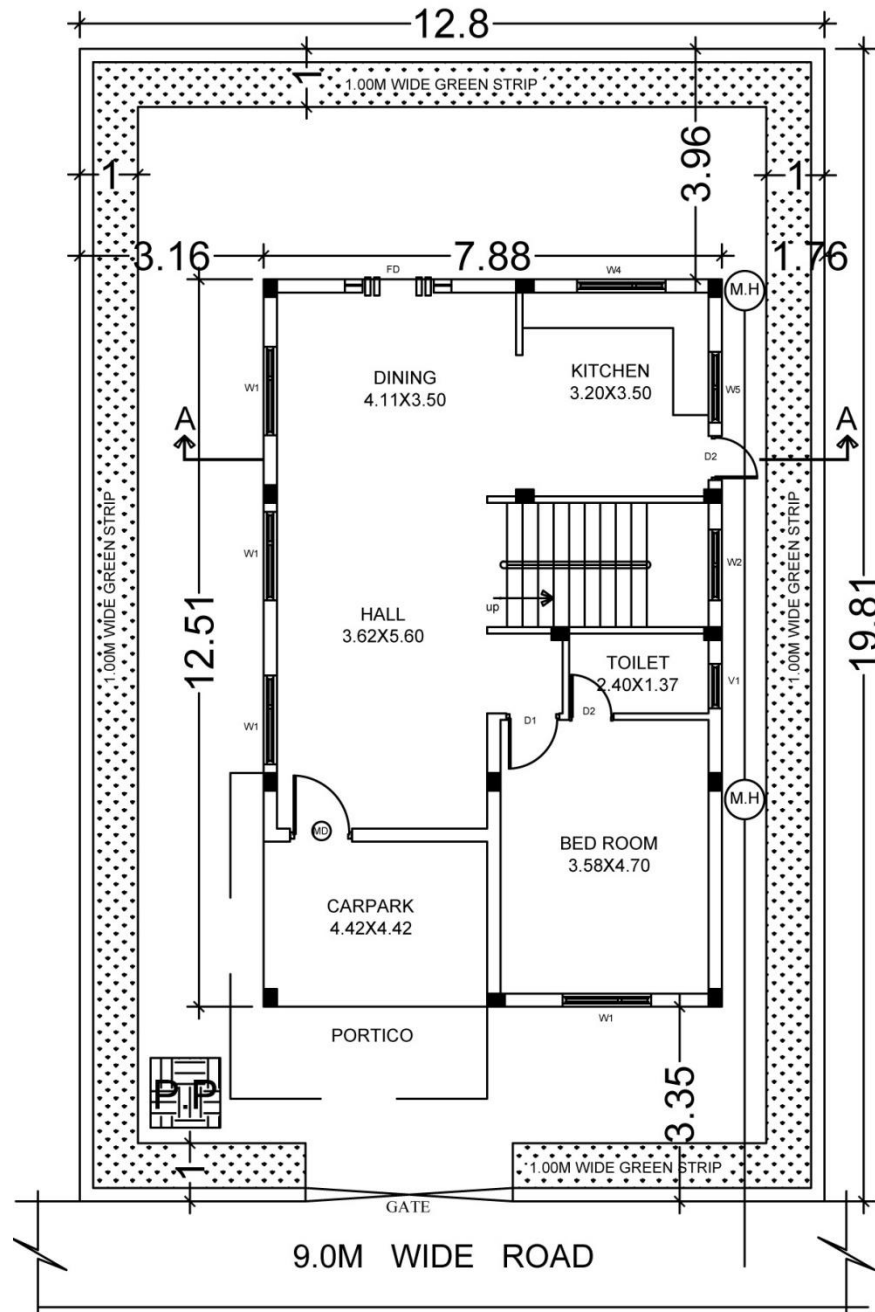 12.8
1
1.00M WIDE GREEN STRIP
3.96
1
1
3.16
7.88
1.76
FD
W4
M.H
DINING
4.11X3.50
KITCHEN
3.20X3.50
W1
W5
A
A
D2
1.00M WIDE GREEN STRIP
1.00M WIDE GREEN STRIP
W1
W2
up
HALL
3.62X5.60
12.51
19.81
TOILET
2.40X1.37
V1
W1
D1
D2
M.H
MD
BED ROOM
3.58X4.70
CARPARK
4.42X4.42
W1
PORTICO
P.P
3.35
1
1.00M WIDE GREEN STRIP
GATE
9.0M WIDE ROAD